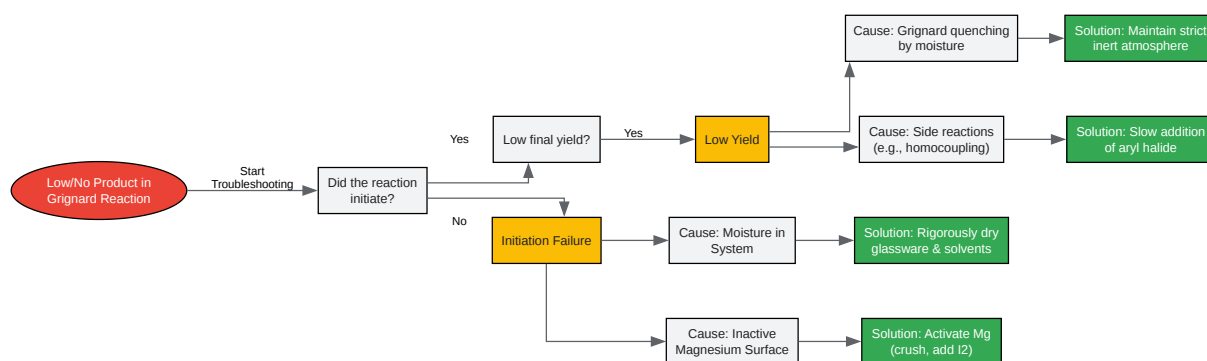 Cause: Grignard quenching
by moisture
Solution: Maintain strict
inert atmosphere
Yes
Low final yield?
Yes
Low Yield
Cause: Side reactions
(e.g., homocoupling)
Solution: Slow addition
of aryl halide
Low/No Product in
Grignard Reaction
Start
Troubleshooting
Did the reaction
initiate?
No
Initiation Failure
Cause: Moisture in
System
Solution: Rigorously dry
glassware & solvents
Cause: Inactive
Magnesium Surface
Solution: Activate Mg
(crush, add I2)